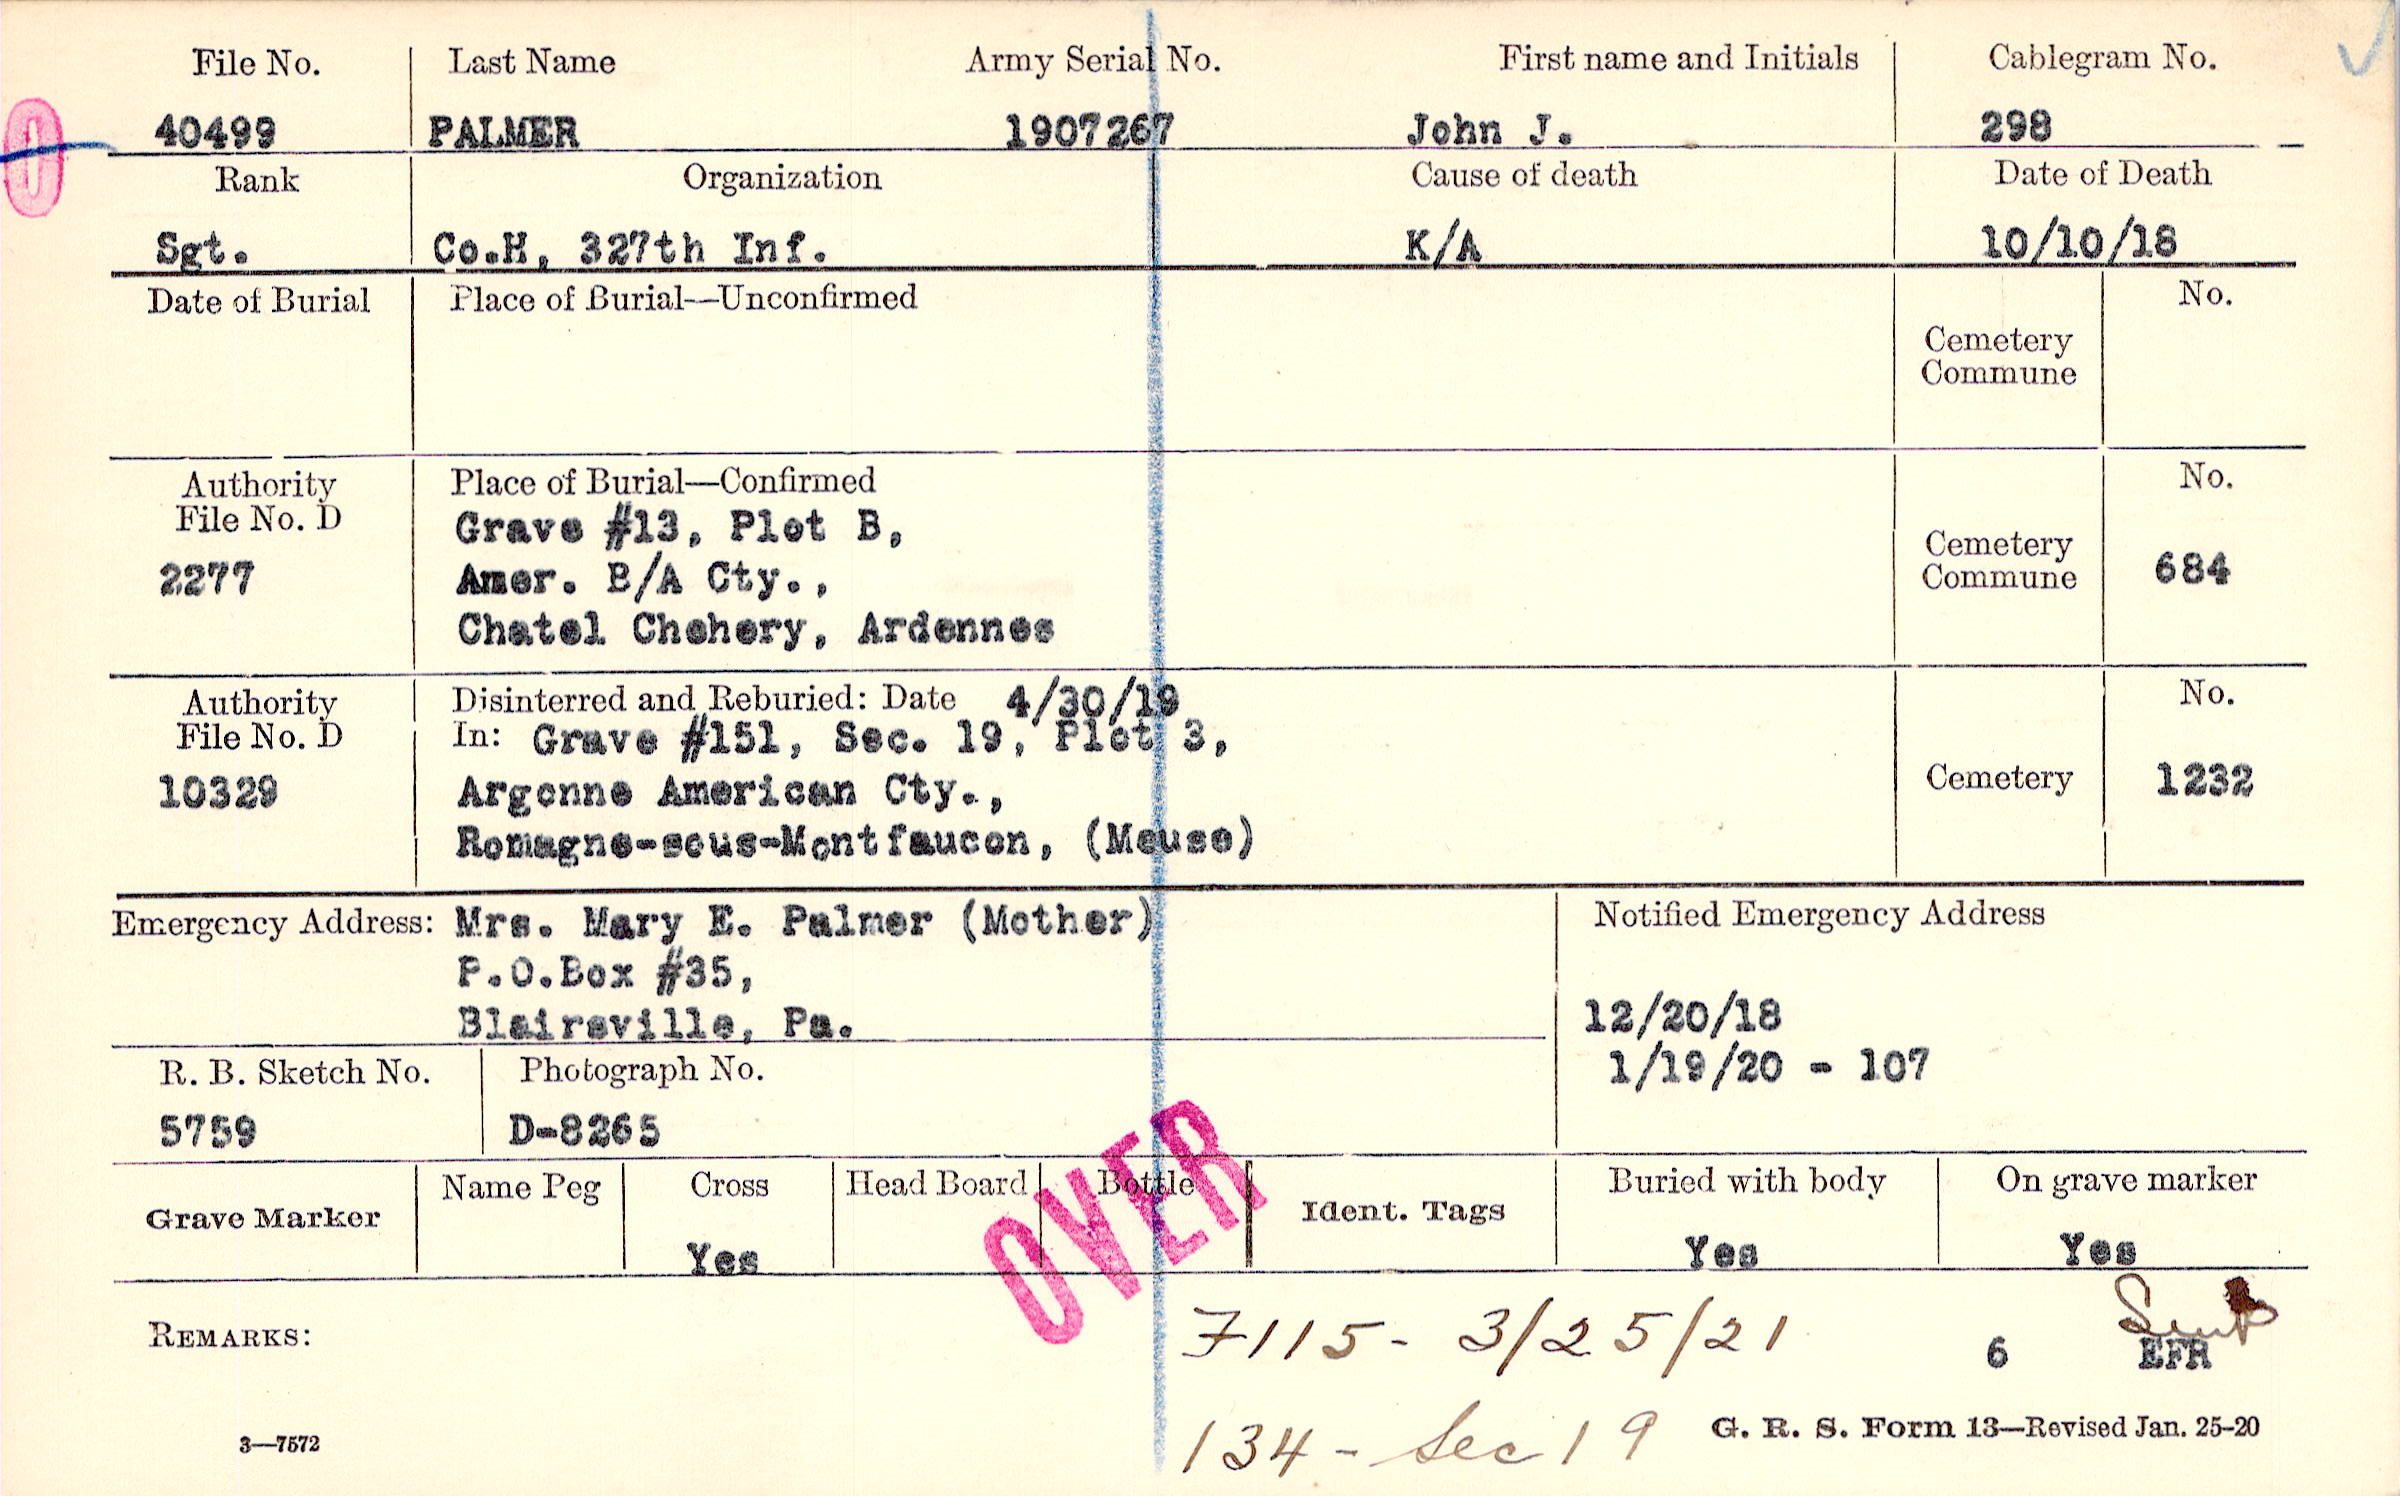 File No. Last Name Army Serial No. First name and Initials Cablegram No.
0
40499 PALMER 1907267 John J. 298
Rank Organization Cause of death Date of Death
Sgt. Co.H, 327th Inf. K/A 10/10/18
Date of Burial Place of Burial—Unconfirmed No.
Cemetery
Commune
Authority Place of Burial—Confirmed No.
File No. D Grave #13, Plot B,
Cemetery
2277 Amer. B/A Cty., Commune 684
Chatel Chehery, Ardennes
Authority Disinterred and Reburied: Date 4/30/19 No.
File No. D In: Grave #151, Sec. 19, Plot 3,
10329 Argonne American Cty., Cemetery 1232
Romagne-sous-Montfaucon, (Meuse)
Emergency Address: Mrs. Mary E. Palmer (Mother) Notified Emergency Address
P.O.Box #35,
Blairsville, Pa. 12/20/18
R. B. Sketch No. Photograph No. 1/19/20 - 107
5759 D-8265
OVER
Grave Marker Name Peg Cross Head Board Bottle Ident. Tags Buried with body On grave marker
Yes Yes Yes
REMARKS: 7115- 3/25/21 6 EFR
134 - Sec 19
3—7572 G. R. S. Form 13—Revised Jan. 25-20